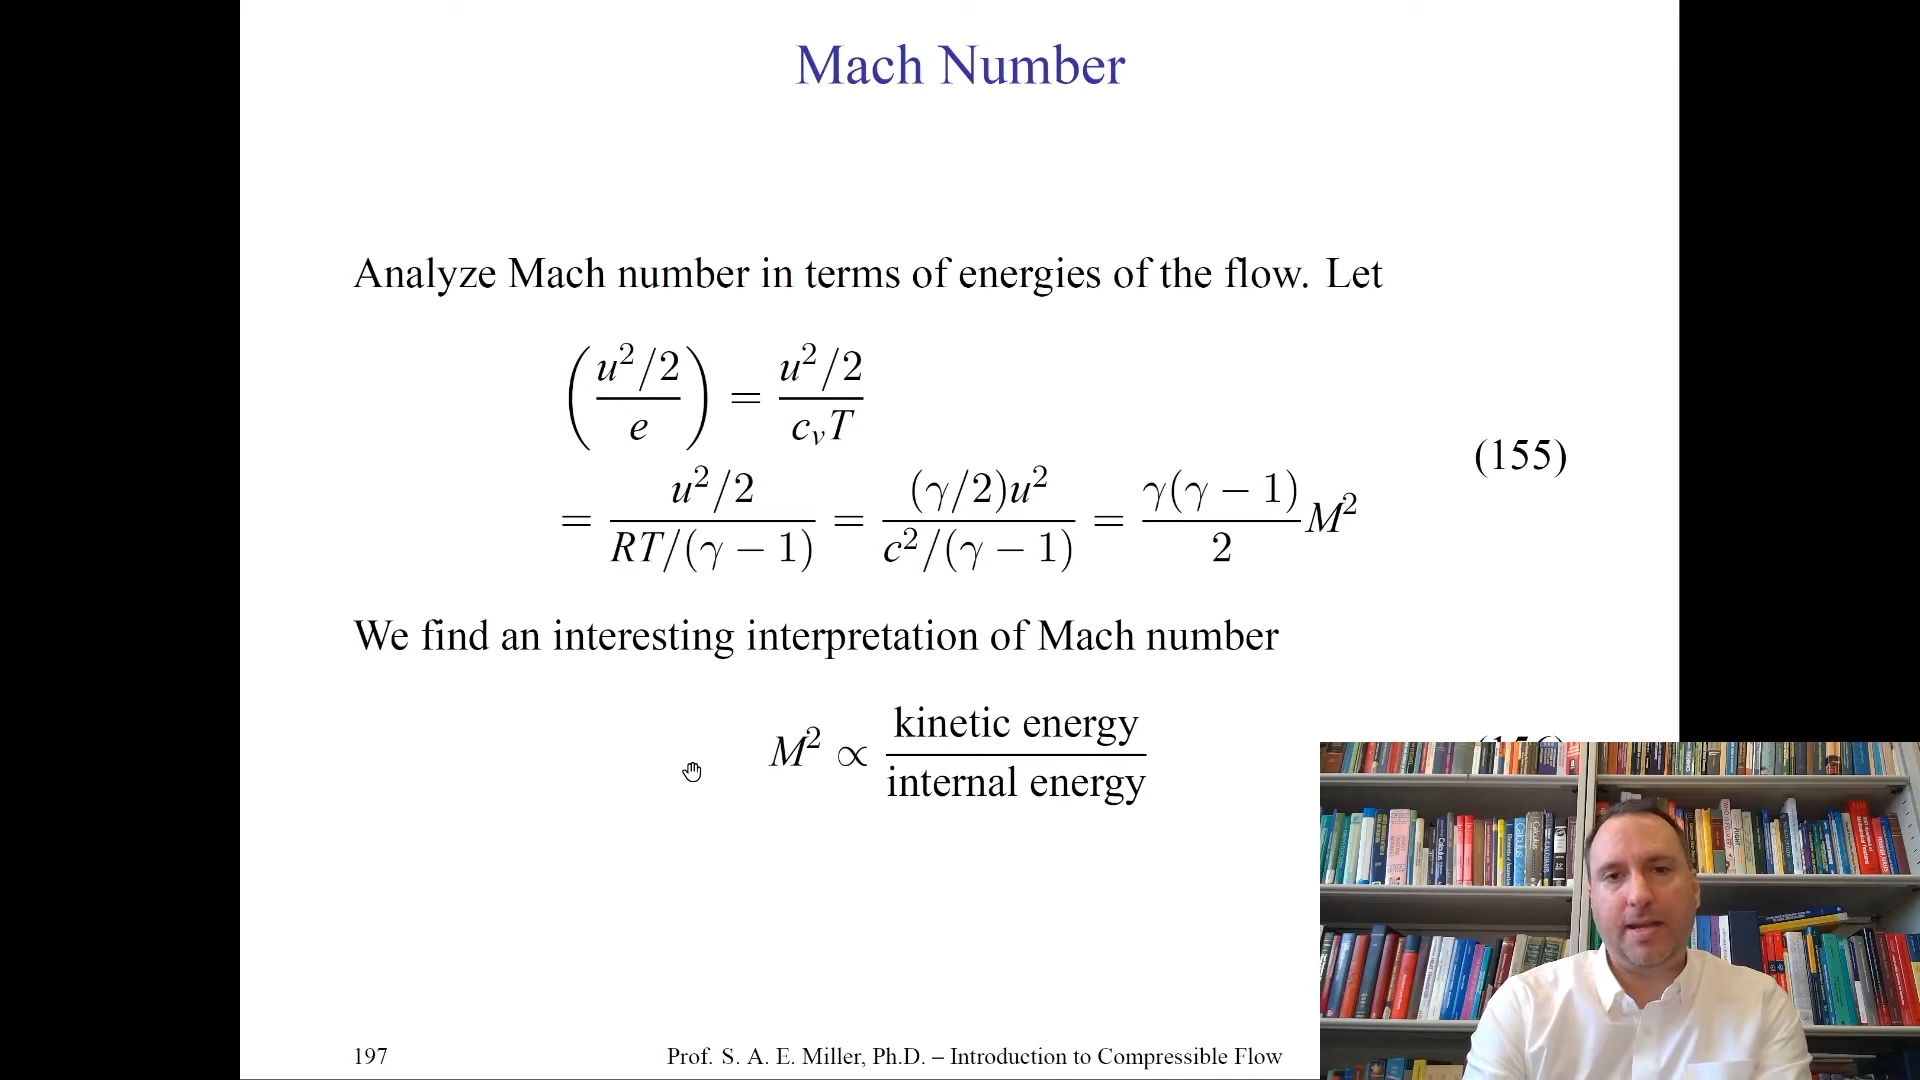 Mach Number
Analyze Mach number in terms of energies of the flow. Let
(u²/2 / e) = u²/2 / c_v T
= u²/2 / RT/(γ − 1) = (γ/2)u² / c²/(γ − 1) = γ(γ − 1) / 2 M²
(155)
We find an interesting interpretation of Mach number
M² ∝ kinetic energy / internal energy
197
Prof. S. A. E. Miller, Ph.D. – Introduction to Compressible Flow